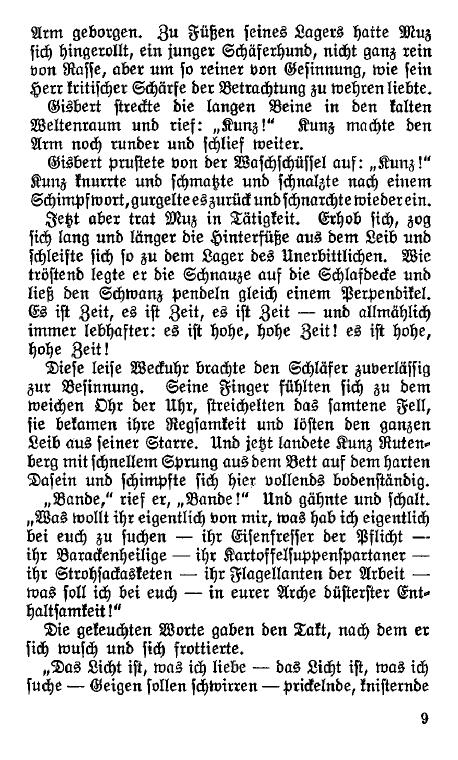 Arm geborgen. Zu Füßen seines Lagers hatte Muz
sich hingerollt, ein junger Schäferhund, nicht ganz rein
von Rasse, aber um so reiner von Gesinnung, wie sein
Herr kritischer Schärfe der Betrachtung zu wehren liebte.
Gisbert streckte die langen Beine in den kalten
Weltenraum und rief: „Kunz!“ Kunz machte den
Arm noch runder und schlief weiter.
Gisbert prustete von der Waschschüssel auf: „Kunz!“
Kunz knurrte und schmatzte und schnalzte nach einem
Schimpfwort, gurgelte es zurück und schnarchte wieder ein.
Jetzt aber trat Muz in Tätigkeit. Erhob sich, zog
sich lang und länger die Hinterfüße aus dem Leib und
schleifte sich so zu dem Lager des Unerbittlichen. Wie
tröstend legte er die Schnauze auf die Schlafdecke und
ließ den Schwanz pendeln gleich einem Perpendikel.
Es ist Zeit, es ist Zeit, es ist Zeit — und allmählich
immer lebhafter: es ist hohe, hohe Zeit! es ist hohe,
hohe Zeit!
Diese leise Weckuhr brachte den Schläfer zuverlässig
zur Besinnung. Seine Finger fühlten sich zu dem
weichen Ohr der Uhr, streichelten das samtene Fell,
sie bekamen ihre Regsamkeit und lösten den ganzen
Leib aus seiner Starre. Und jetzt landete Kunz Ruten-
berg mit schnellem Sprung aus dem Bett auf dem harten
Dasein und schimpfte sich hier vollends bodenständig.
„Bande,“ rief er, „Bande!“ Und gähnte und schalt.
„Was wollt ihr eigentlich von mir, was hab ich eigentlich
bei euch zu suchen — ihr Eisenfresser der Pflicht —
ihr Barackenheilige — ihr Kartoffelsuppenspartaner —
ihr Strohsackasketen — ihr Flagellanten der Arbeit —
was soll ich bei euch — in eurer Arche düsterster Ent-
haltsamkeit!“
Die gekeuchten Worte gaben den Takt, nach dem er
sich wusch und sich frottierte.
„Das Licht ist, was ich liebe — das Licht ist, was ich
suche — Geigen sollen schwirren — prickelnde, knisternde
9